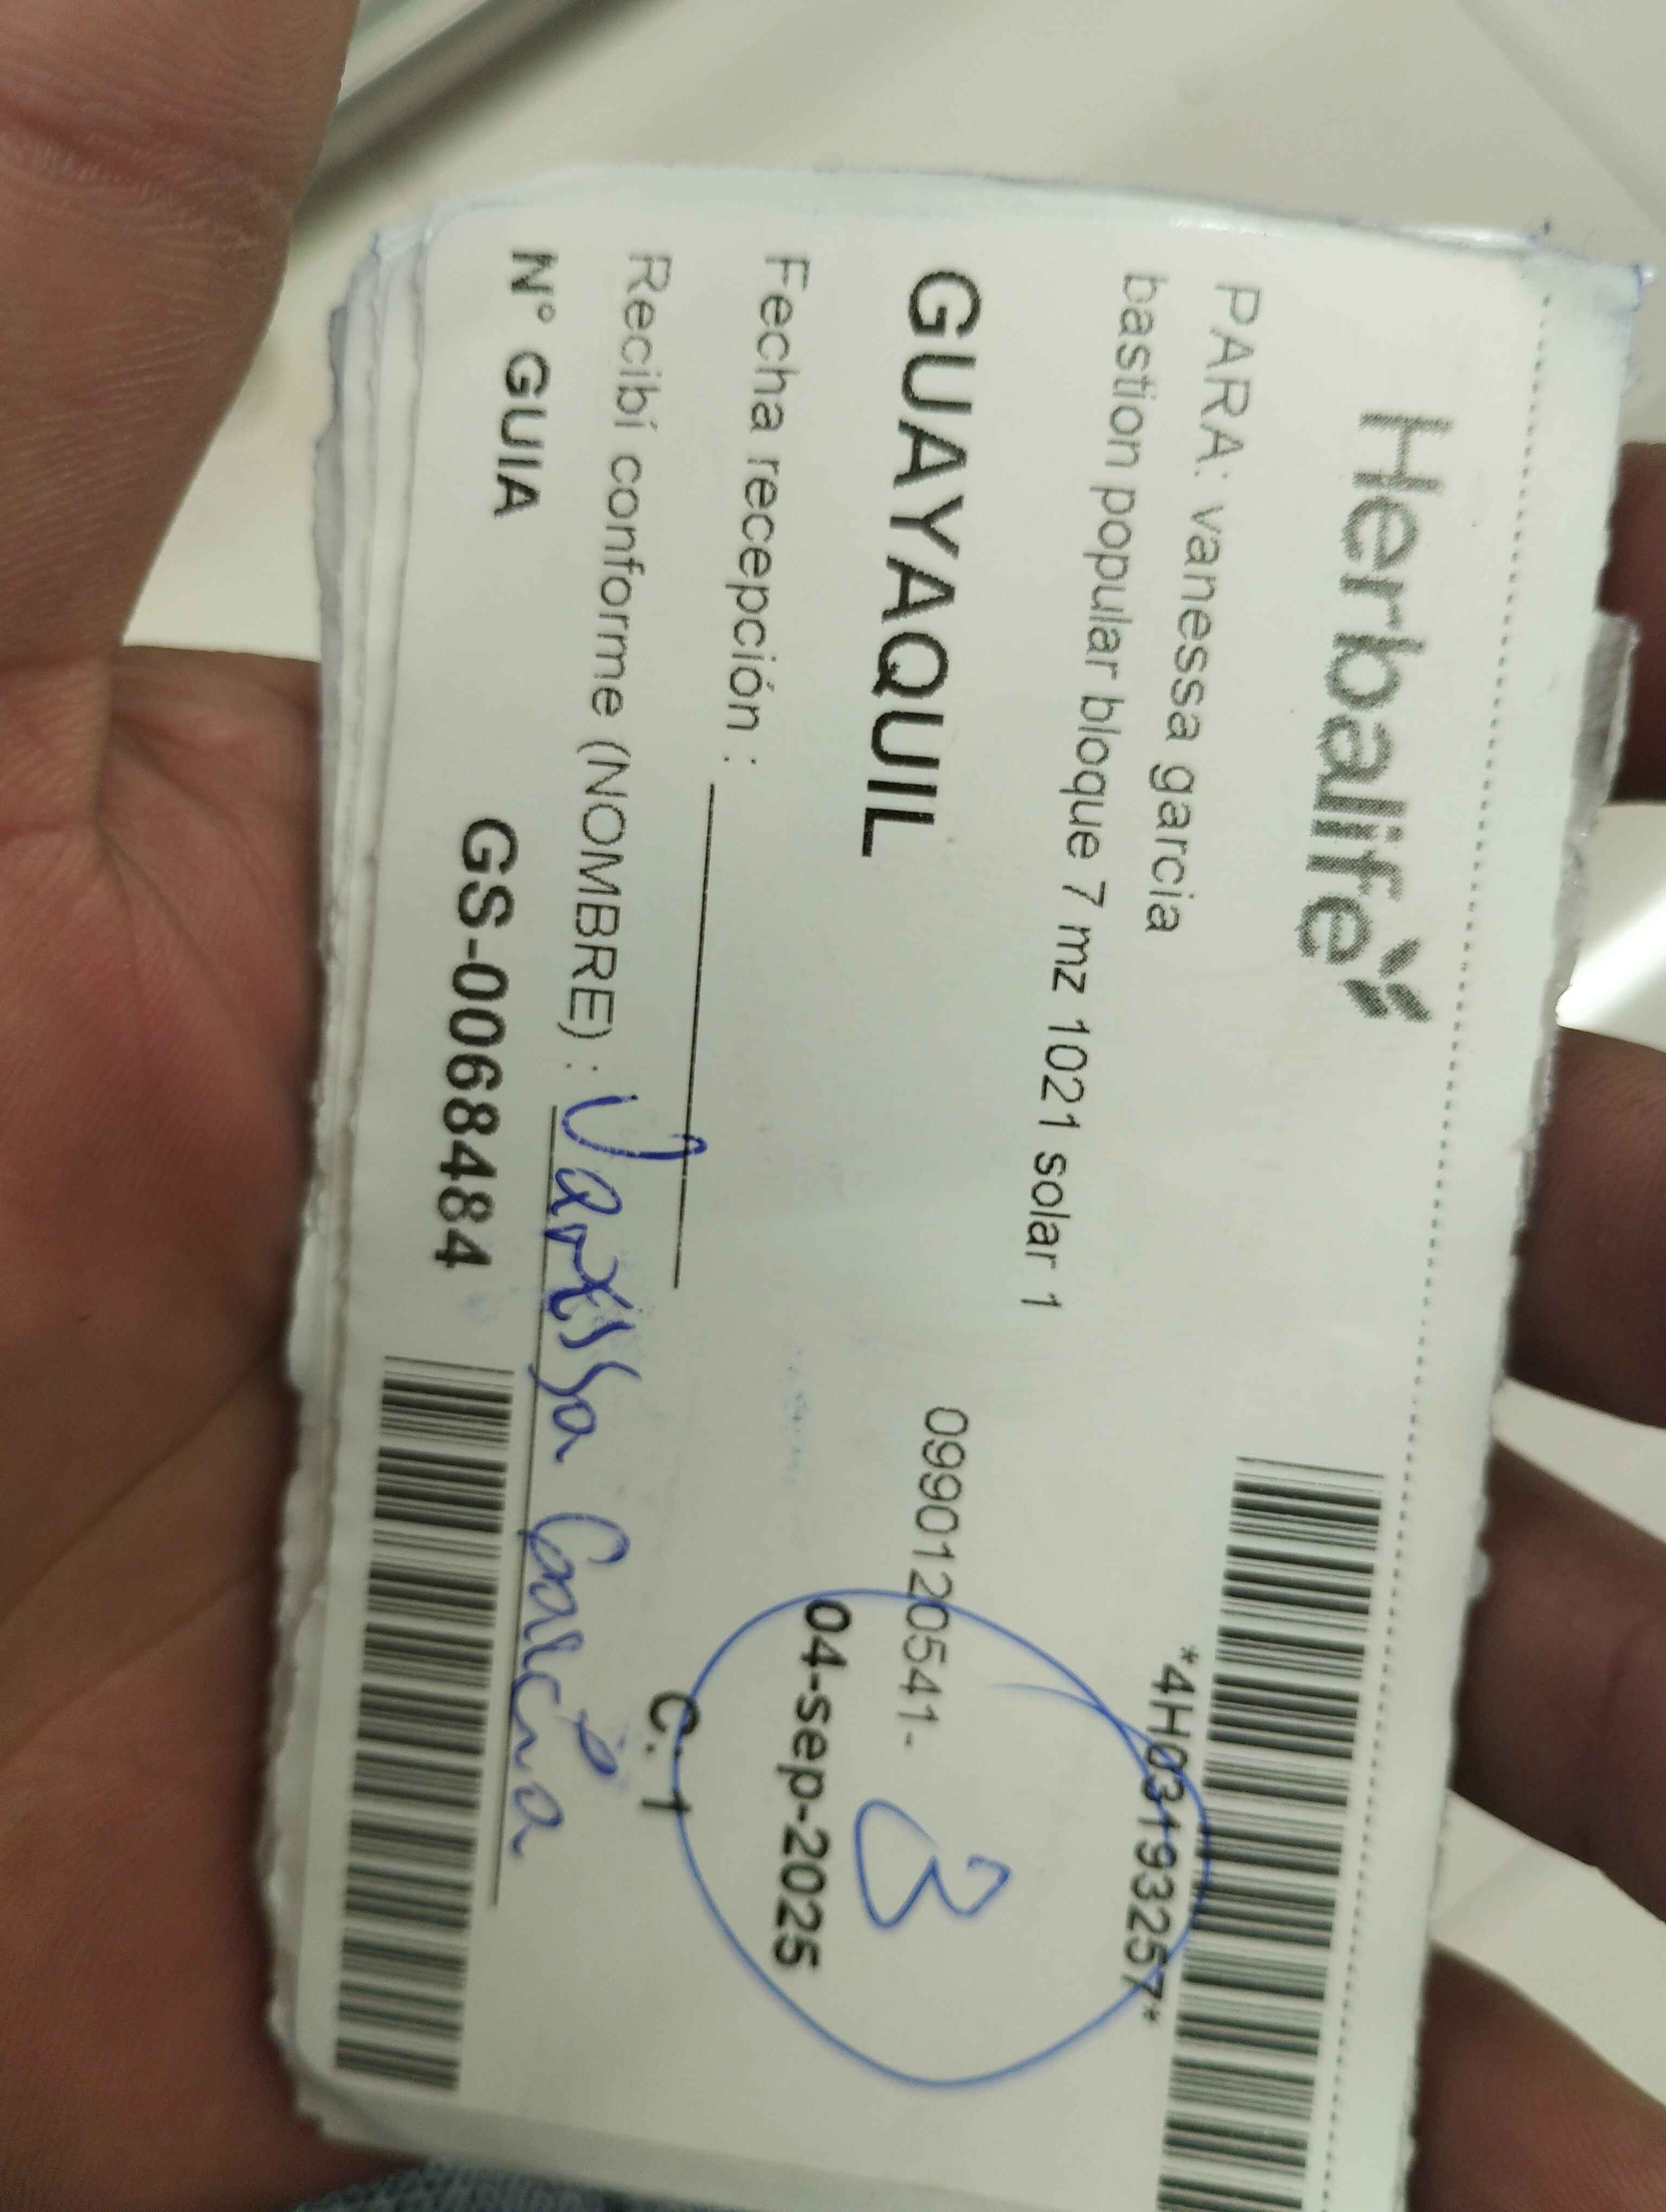 Herbalife
*4H03193257*
PARA: vanessa garcia
bastion popular bloque 7 mz 1021 solar 1
0990120541-
GUAYAQUIL
3
04-sep-2025
Fecha recepción :
C. 1
Recibí conforme (NOMBRE) : Vanessa García
N° GUIA GS-0068484